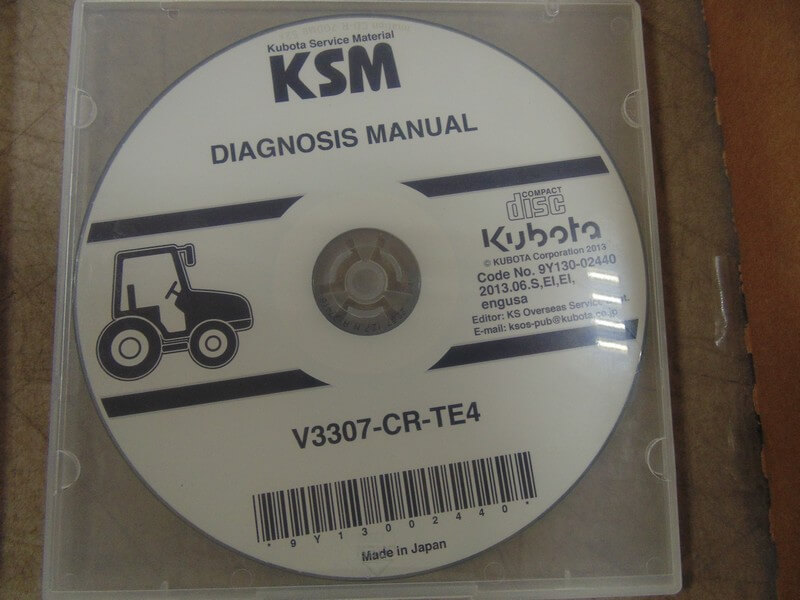 Kubota Service Material
KSM
DIAGNOSIS MANUAL
COMPACT
disc
Kubota
© KUBOTA Corporation 2013
Code No. 9Y130-02440
2013.06.S,EI,EI,
engusa
Editor: KS Overseas Service
E-mail: ksos-pub@kubota.co.jp
V3307-CR-TE4
*9Y13002440*
Made in Japan